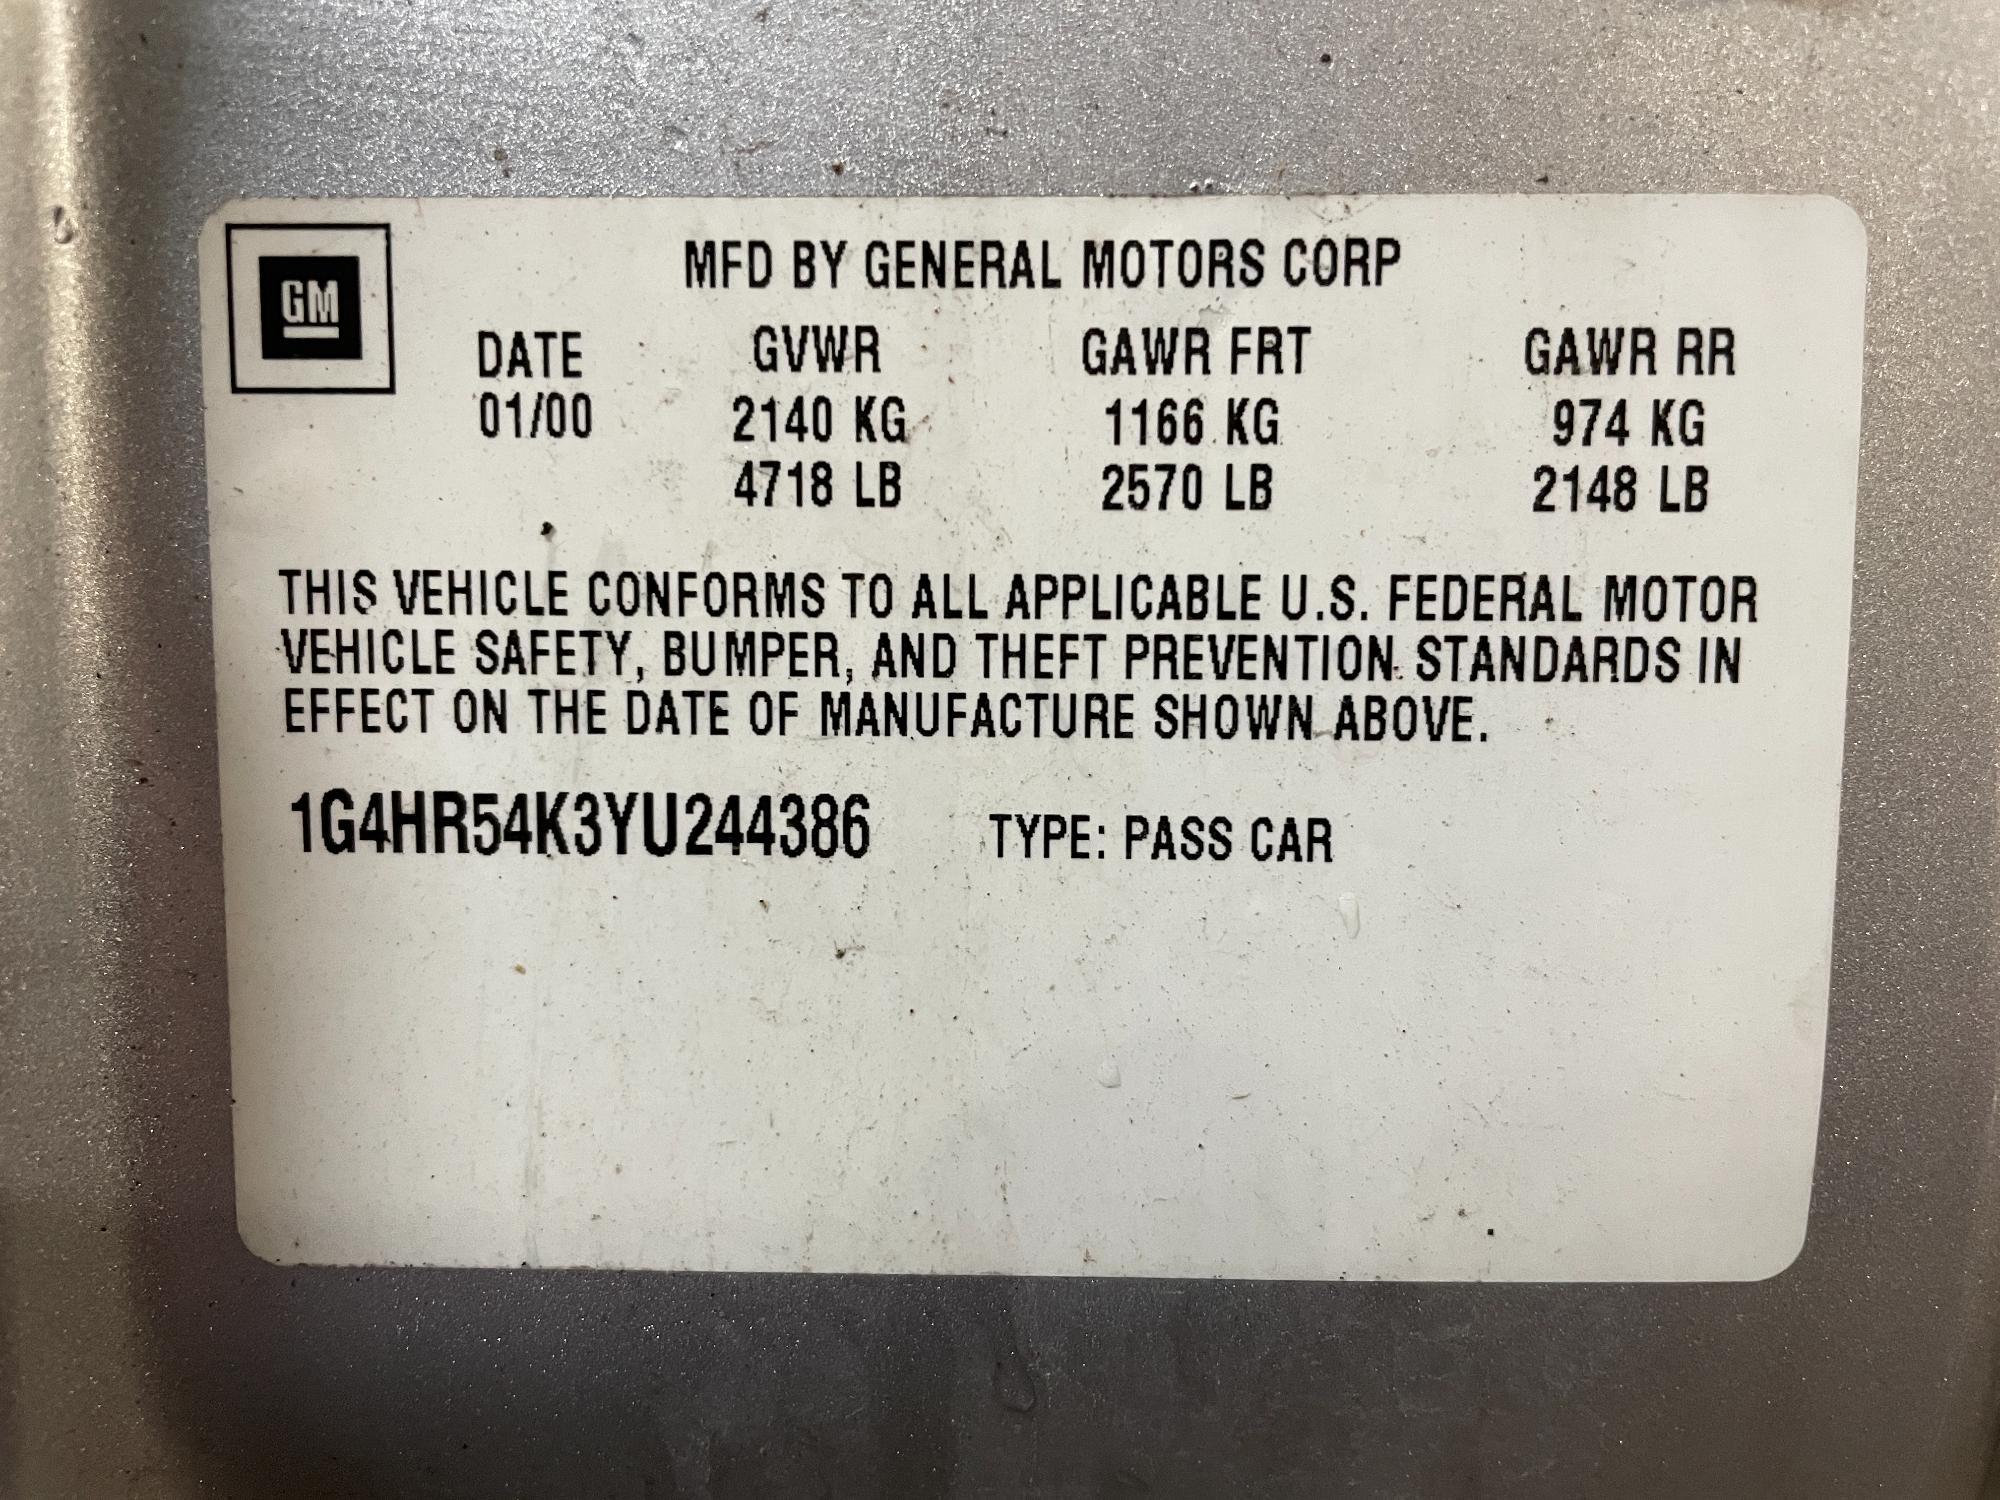 GM
MFD BY GENERAL MOTORS CORP
DATE GVWR GAWR FRT GAWR RR
01/00 2140 KG 1166 KG 974 KG
4718 LB 2570 LB 2148 LB
THIS VEHICLE CONFORMS TO ALL APPLICABLE U.S. FEDERAL MOTOR
VEHICLE SAFETY, BUMPER, AND THEFT PREVENTION STANDARDS IN
EFFECT ON THE DATE OF MANUFACTURE SHOWN ABOVE.
1G4HR54K3YU244386 TYPE: PASS CAR